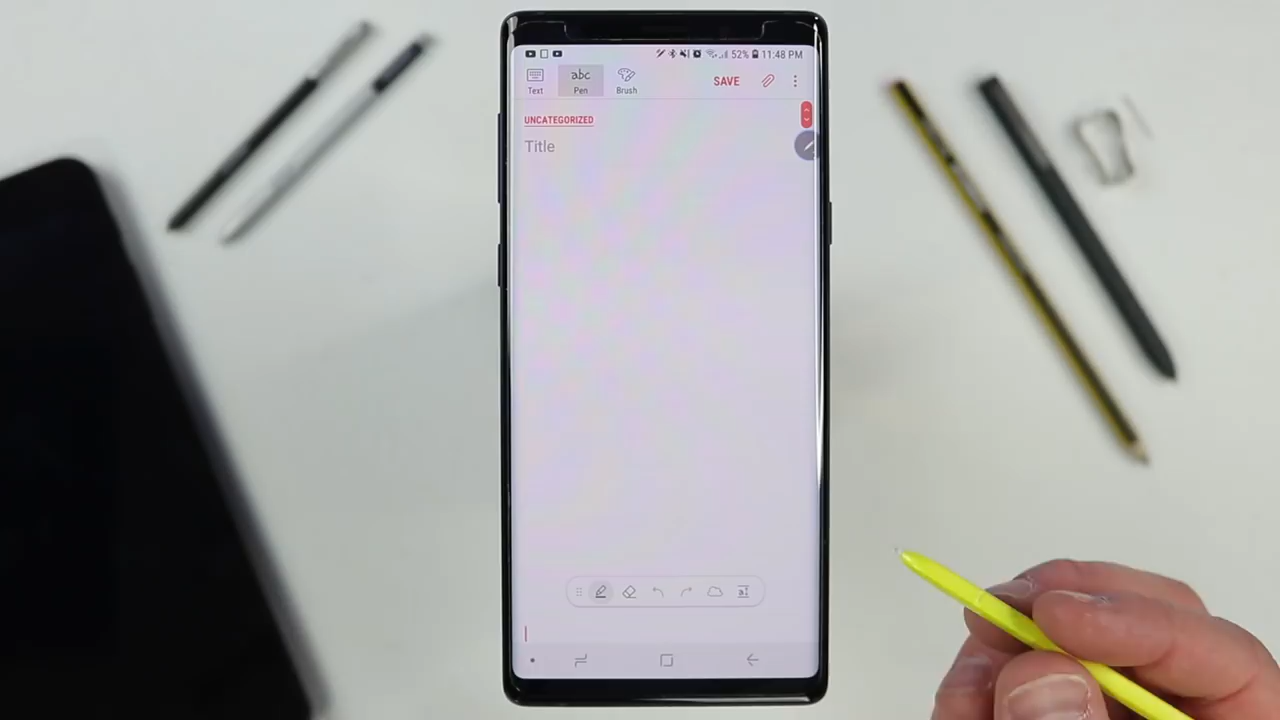 52% 11:48 PM
Text
abc
Pen
Brush
SAVE
UNCATEGORIZED
Title